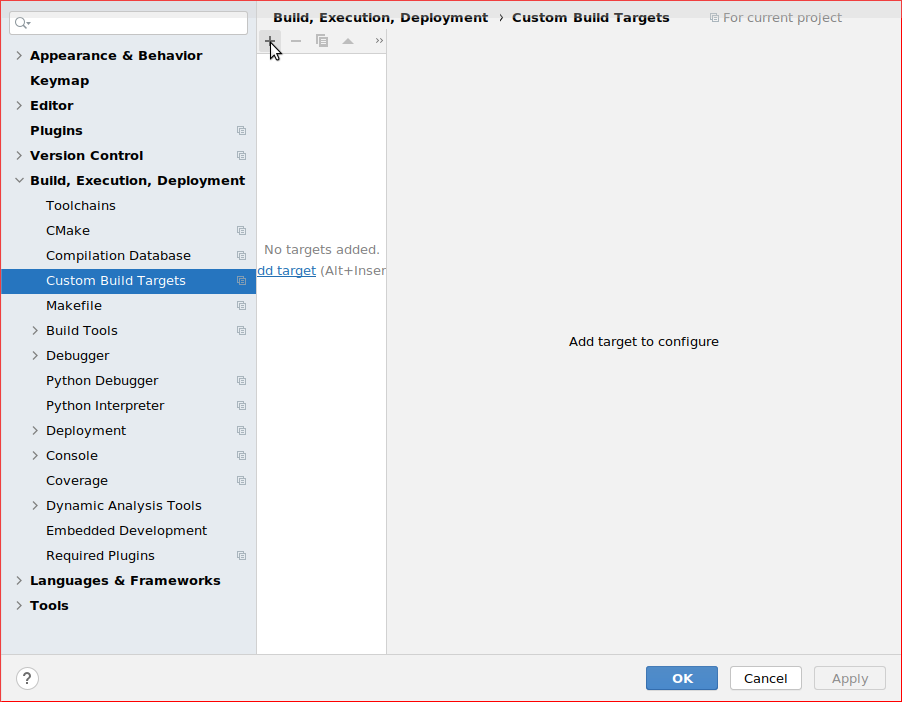 Build, Execution, Deployment › Custom Build Targets For current project
Appearance & Behavior
Keymap
Editor
Plugins
Version Control
Build, Execution, Deployment
Toolchains
CMake
Compilation Database
Custom Build Targets
Makefile
Build Tools
Debugger
Python Debugger
Python Interpreter
Deployment
Console
Coverage
Dynamic Analysis Tools
Embedded Development
Required Plugins
Languages & Frameworks
Tools
No targets added.
dd target (Alt+Inser
Add target to configure
?
OK
Cancel
Apply